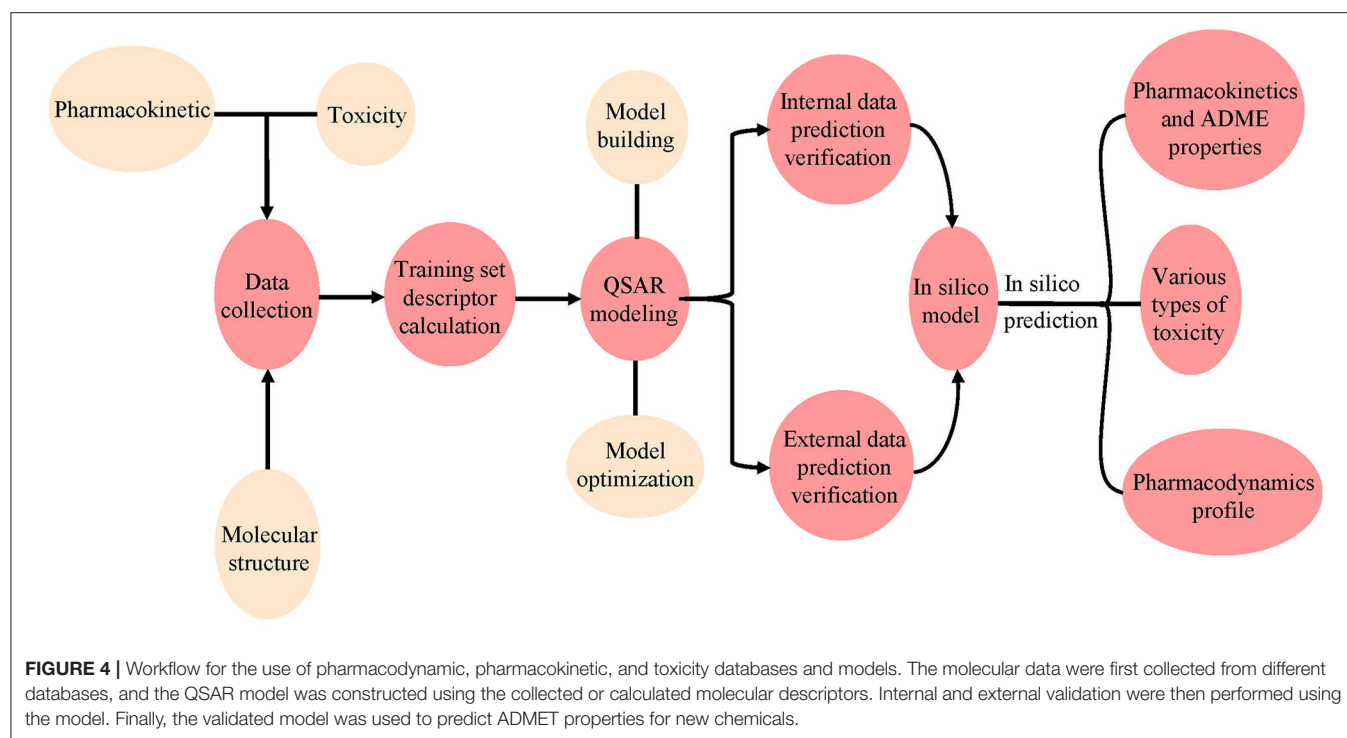 Pharmacokinetic
Toxicity
Data
collection
Molecular
structure
Training set
descriptor
calculation
Model
building
QSAR
modeling
Model
optimization
Internal data
prediction
verification
External data
prediction
verification
In silico
model
In silico
prediction
Pharmacokinetics
and ADME
properties
Various
types of
toxicity
Pharmacodynamics
profile
FIGURE 4 | Workflow for the use of pharmacodynamic, pharmacokinetic, and toxicity databases and models. The molecular data were first collected from different
databases, and the QSAR model was constructed using the collected or calculated molecular descriptors. Internal and external validation were then performed using
the model. Finally, the validated model was used to predict ADMET properties for new chemicals.